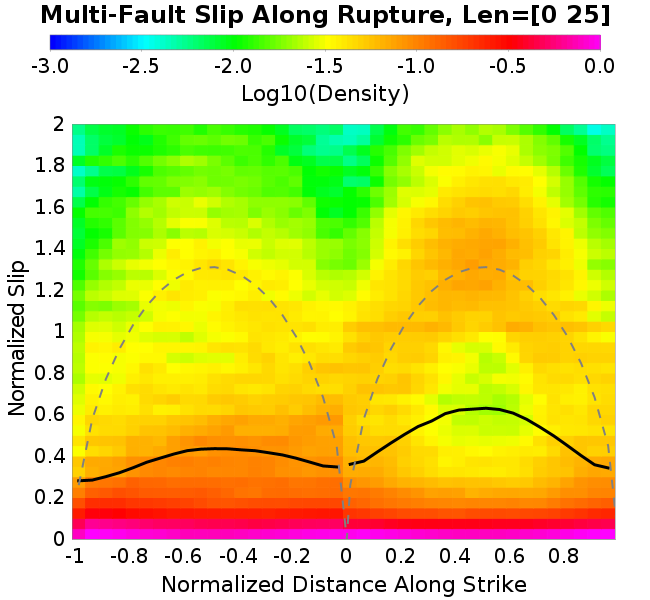 Multi-Fault Slip Along Rupture, Len=[0 25]
-3.0 -2.5 -2.0 -1.5 -1.0 -0.5 0.0
Log10(Density)
2
1.8
1.6
1.4
1.2
1
0.8
0.6
0.4
0.2
0
Normalized Slip
-1 -0.8 -0.6 -0.4 -0.2 0 0.2 0.4 0.6 0.8
Normalized Distance Along Strike